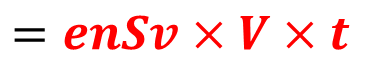 = enSv × V × t